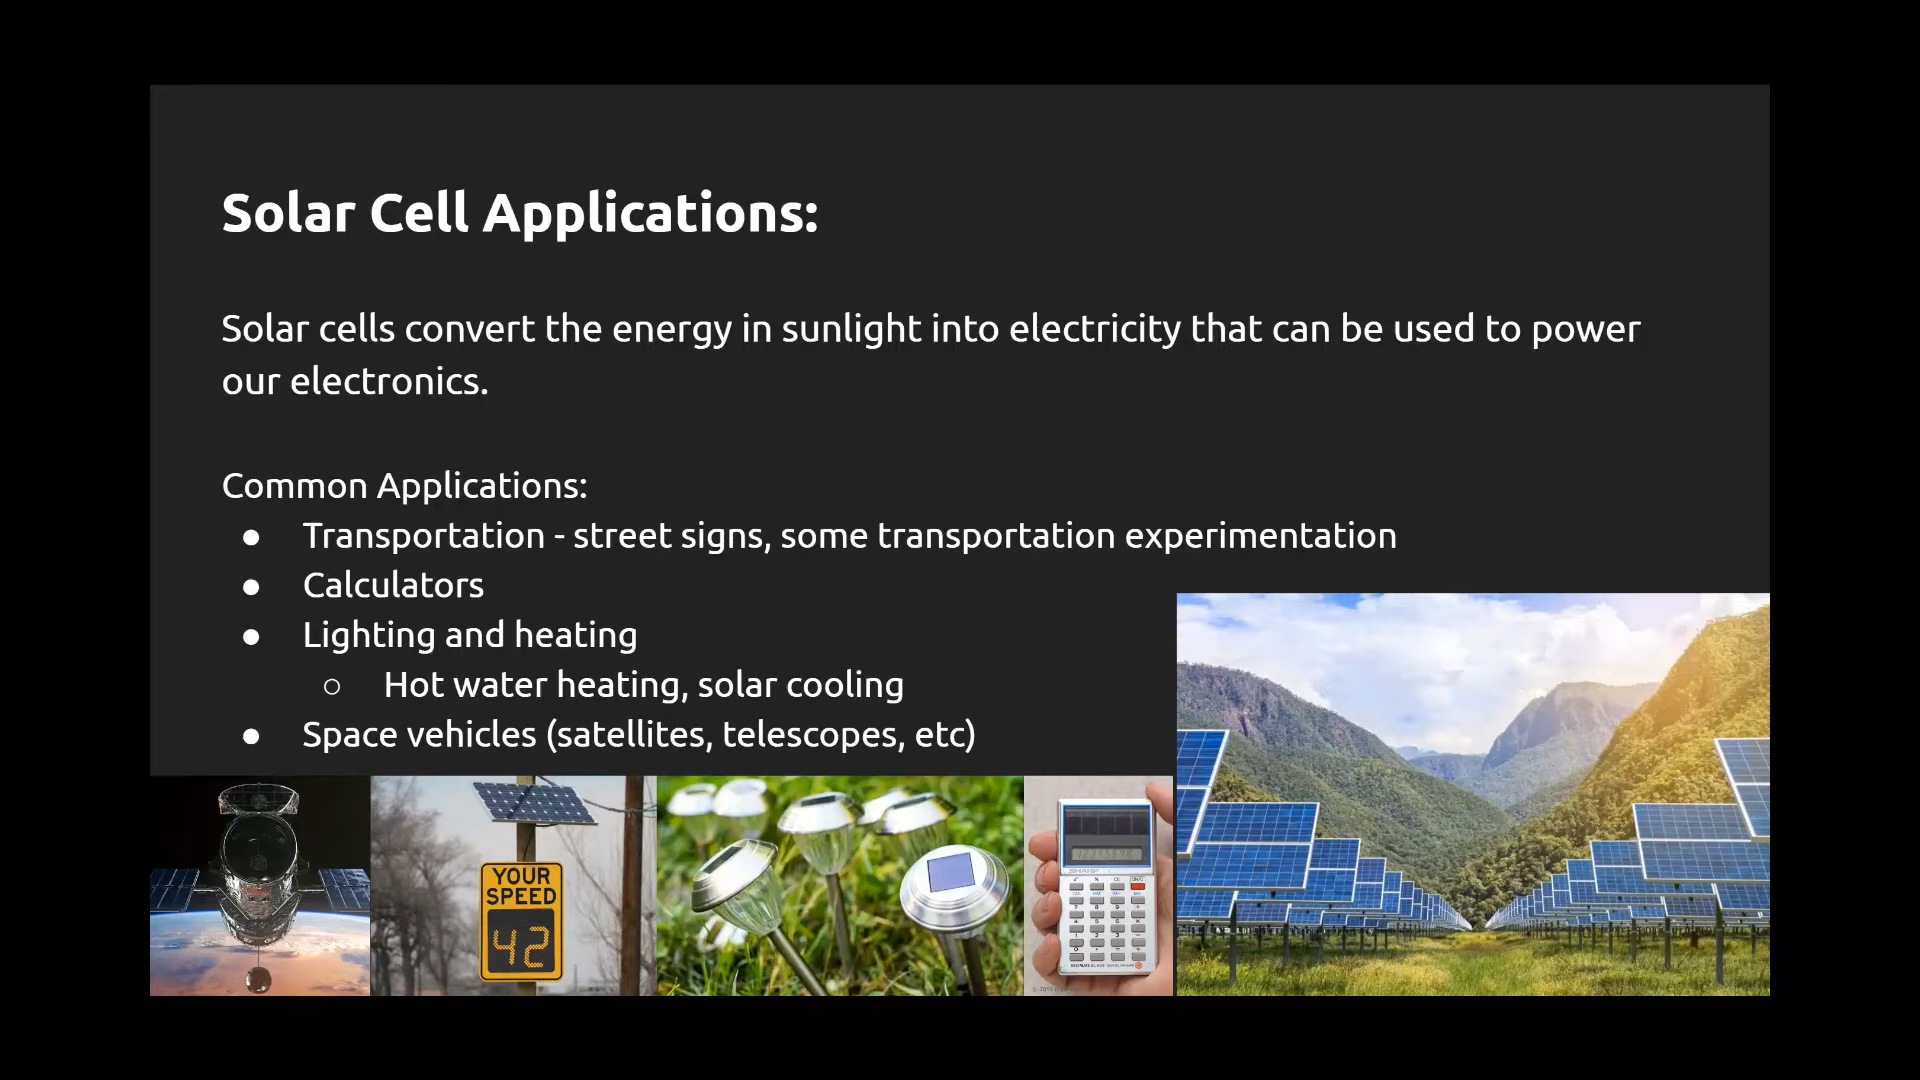 Solar Cell Applications:
Solar cells convert the energy in sunlight into electricity that can be used to power
our electronics.
Common Applications:
● Transportation - street signs, some transportation experimentation
● Calculators
● Lighting and heating
○ Hot water heating, solar cooling
● Space vehicles (satellites, telescopes, etc)
YOUR
SPEED
42
SHARP